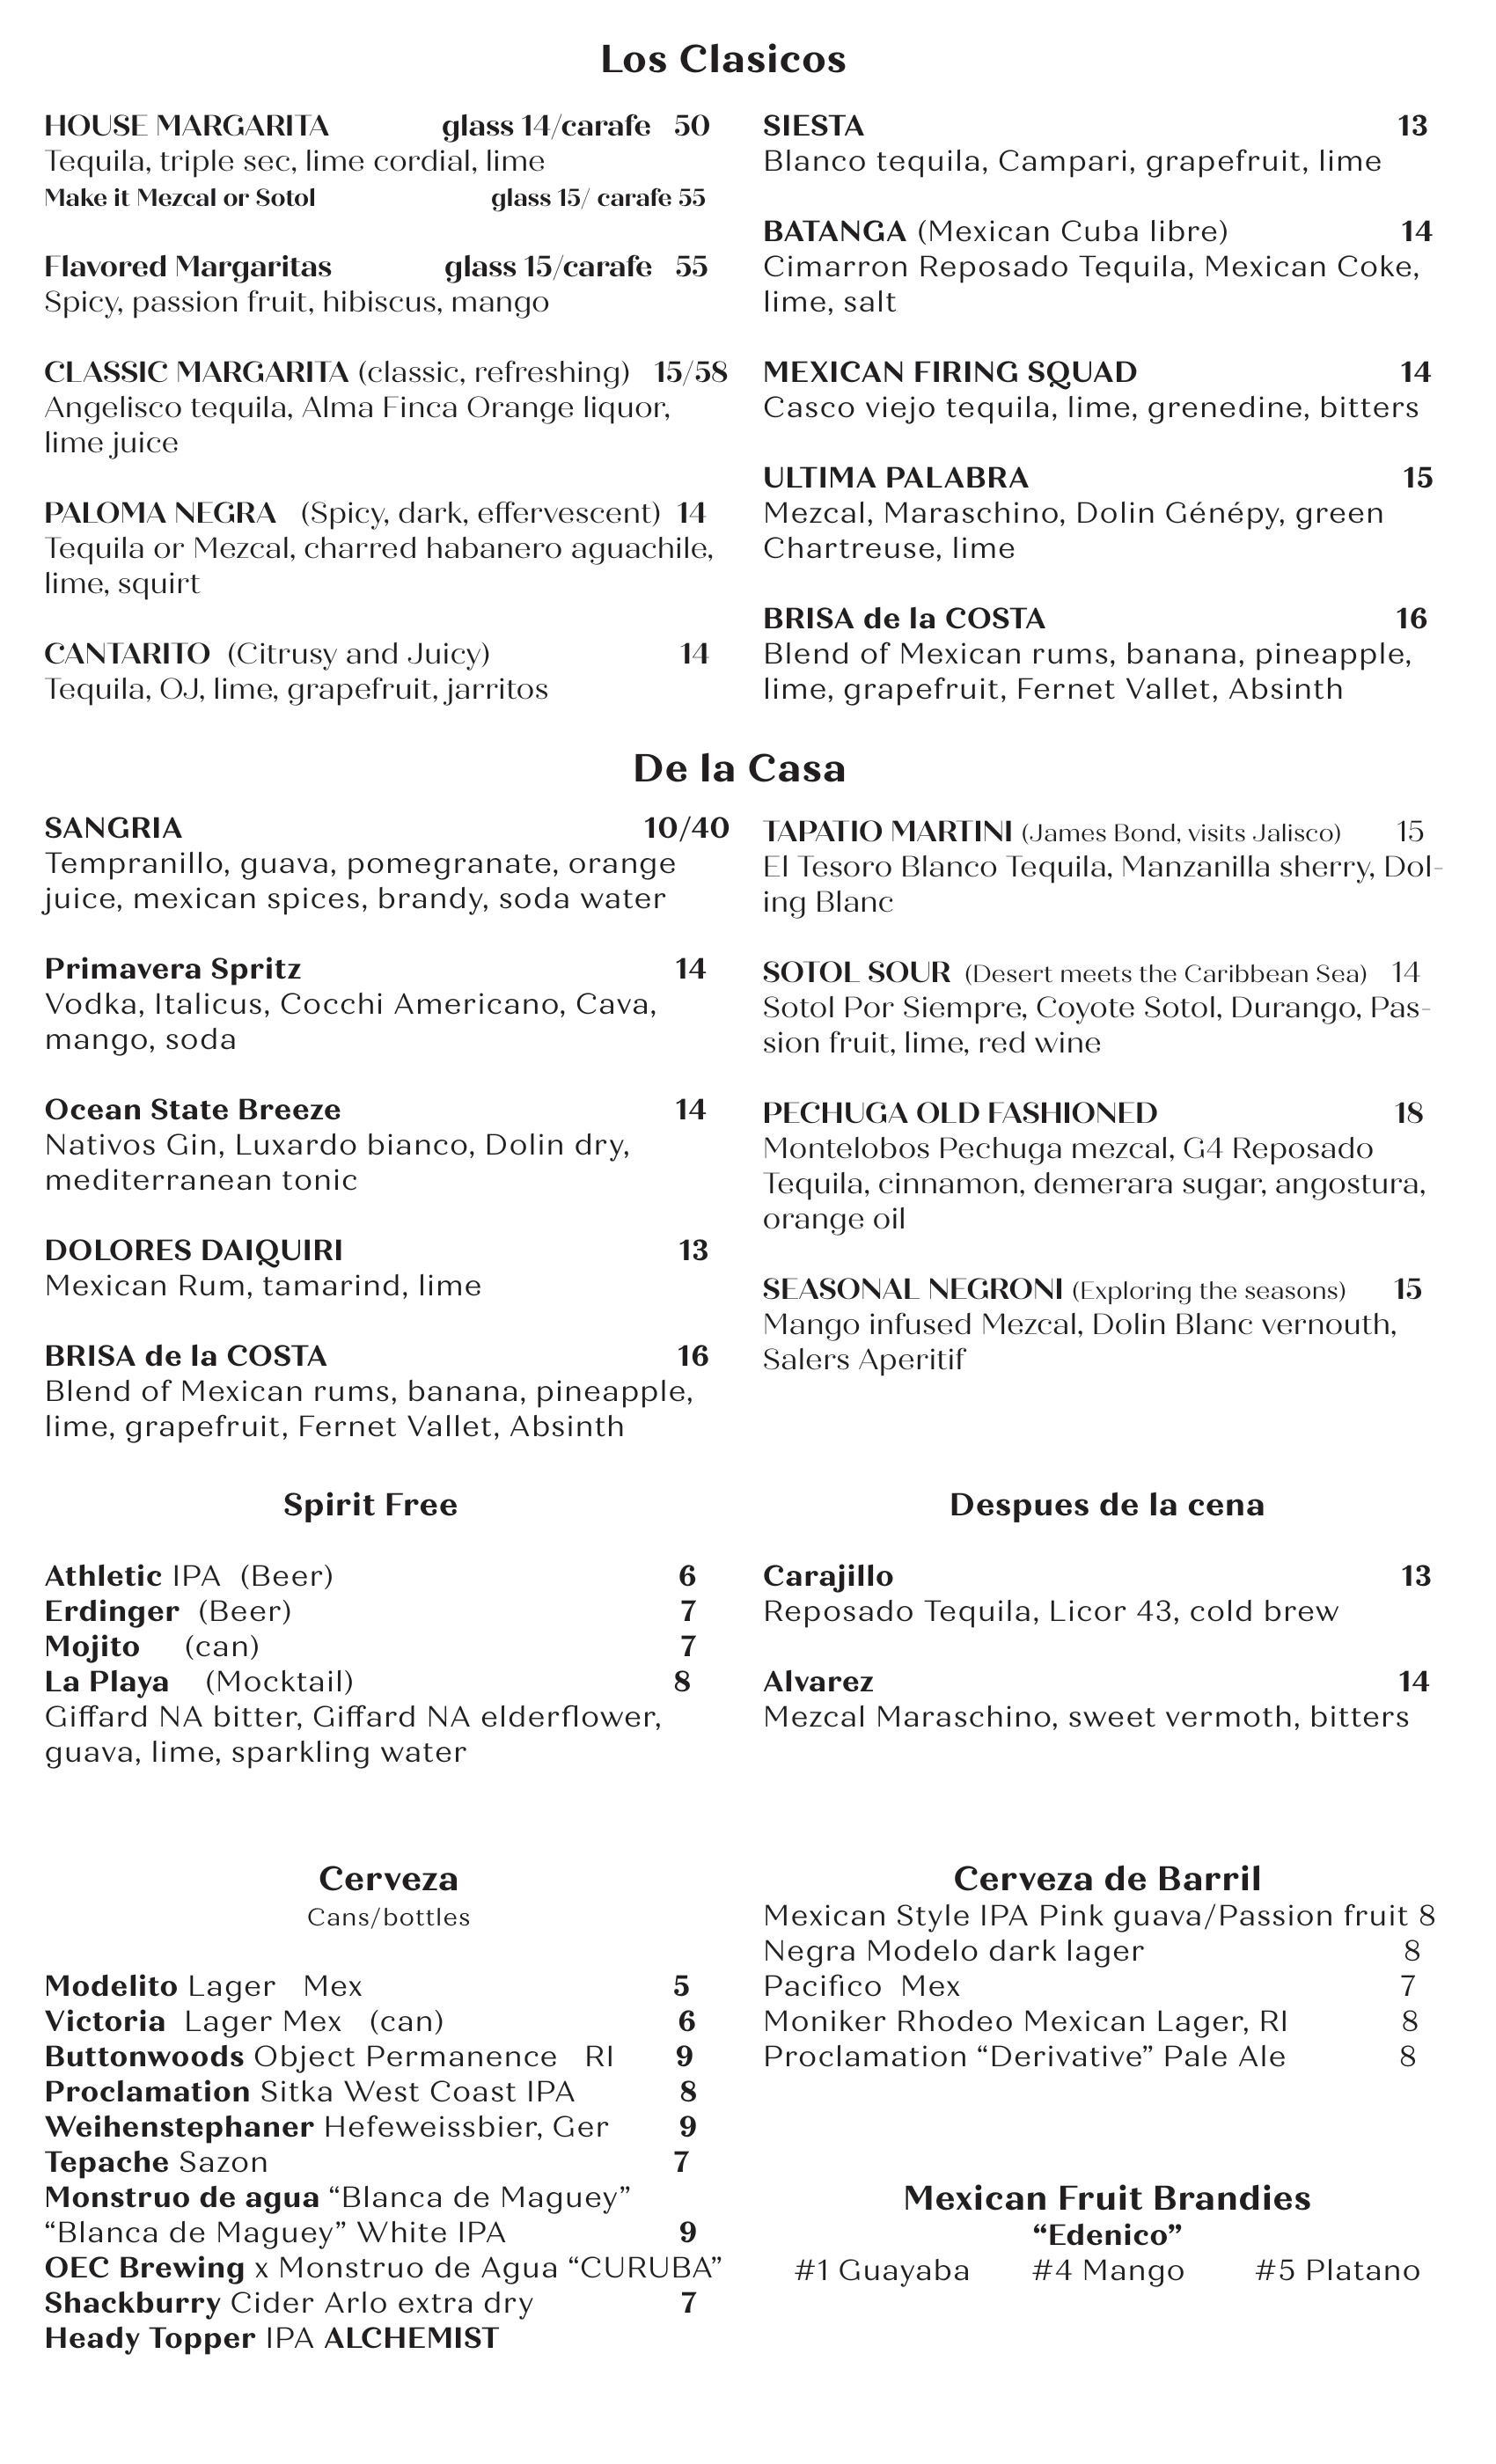 Los Clasicos
HOUSE MARGARITA glass 14/carafe 50
Tequila, triple sec, lime cordial, lime
Make it Mezcal or Sotol glass 15/ carafe 55
Flavored Margaritas glass 15/carafe 55
Spicy, passion fruit, hibiscus, mango
CLASSIC MARGARITA (classic, refreshing) 15/58
Angelisco tequila, Alma Finca Orange liquor,
lime juice
PALOMA NEGRA (Spicy, dark, effervescent) 14
Tequila or Mezcal, charred habanero aguachile,
lime, squirt
CANTARITO (Citrusy and Juicy) 14
Tequila, OJ, lime, grapefruit, jarritos
SIESTA 13
Blanco tequila, Campari, grapefruit, lime
BATANGA (Mexican Cuba libre) 14
Cimarron Reposado Tequila, Mexican Coke,
lime, salt
MEXICAN FIRING SQUAD 14
Casco viejo tequila, lime, grenedine, bitters
ULTIMA PALABRA 15
Mezcal, Maraschino, Dolin Génépy, green
Chartreuse, lime
BRISA de la COSTA 16
Blend of Mexican rums, banana, pineapple,
lime, grapefruit, Fernet Vallet, Absinth
De la Casa
SANGRIA 10/40
Tempranillo, guava, pomegranate, orange
juice, mexican spices, brandy, soda water
Primavera Spritz 14
Vodka, Italicus, Cocchi Americano, Cava,
mango, soda
Ocean State Breeze 14
Nativos Gin, Luxardo bianco, Dolin dry,
mediterranean tonic
DOLORES DAIQUIRI 13
Mexican Rum, tamarind, lime
BRISA de la COSTA 16
Blend of Mexican rums, banana, pineapple,
lime, grapefruit, Fernet Vallet, Absinth
TAPATIO MARTINI (James Bond, visits Jalisco) 15
El Tesoro Blanco Tequila, Manzanilla sherry, Dol-
ing Blanc
SOTOL SOUR (Desert meets the Caribbean Sea) 14
Sotol Por Siempre, Coyote Sotol, Durango, Pas-
sion fruit, lime, red wine
PECHUGA OLD FASHIONED 18
Montelobos Pechuga mezcal, G4 Reposado
Tequila, cinnamon, demerara sugar, angostura,
orange oil
SEASONAL NEGRONI (Exploring the seasons) 15
Mango infused Mezcal, Dolin Blanc vernouth,
Salers Aperitif
Spirit Free
Athletic IPA (Beer) 6
Erdinger (Beer) 7
Mojito (can) 7
La Playa (Mocktail) 8
Giffard NA bitter, Giffard NA elderflower,
guava, lime, sparkling water
Despues de la cena
Carajillo 13
Reposado Tequila, Licor 43, cold brew
Alvarez 14
Mezcal Maraschino, sweet vermoth, bitters
Cerveza
Cans/bottles
Modelito Lager Mex 5
Victoria Lager Mex (can) 6
Buttonwoods Object Permanence RI 9
Proclamation Sitka West Coast IPA 8
Weihenstephaner Hefeweissbier, Ger 9
Tepache Sazon 7
Monstruo de agua “Blanca de Maguey”
“Blanca de Maguey” White IPA 9
OEC Brewing x Monstruo de Agua “CURUBA”
Shackburry Cider Arlo extra dry 7
Heady Topper IPA ALCHEMIST
Cerveza de Barril
Mexican Style IPA Pink guava/Passion fruit 8
Negra Modelo dark lager 8
Pacifico Mex 7
Moniker Rhodeo Mexican Lager, RI 8
Proclamation “Derivative” Pale Ale 8
Mexican Fruit Brandies
“Edenico”
#1 Guayaba #4 Mango #5 Platano